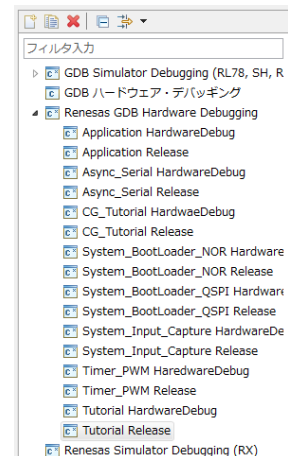 フィルタ入力
GDB Simulator Debugging (RL78, SH, R
GDB ハードウェア・デバッギング
Renesas GDB Hardware Debugging
Application HardwareDebug
Application Release
Async_Serial HardwareDebug
Async_Serial Release
CG_Tutorial HardwaeDebug
CG_Tutorial Release
System_BootLoader_NOR Hardware
System_BootLoader_NOR Release
System_BootLoader_QSPI Hardware
System_BootLoader_QSPI Release
System_Input_Capture HardwareDe
System_Input_Capture Release
Timer_PWM HaredwareDebug
Timer_PWM Release
Tutorial HardwareDebug
Tutorial Release
Renesas Simulator Debugging (RX)